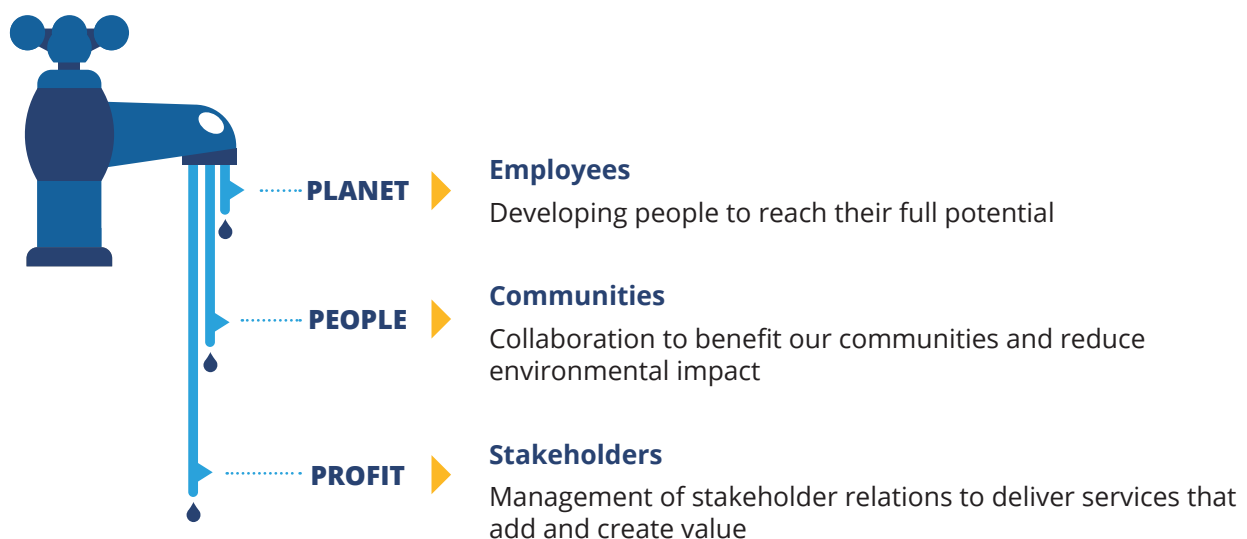 PLANET
Employees
Developing people to reach their full potential
PEOPLE
Communities
Collaboration to benefit our communities and reduce
environmental impact
PROFIT
Stakeholders
Management of stakeholder relations to deliver services that
add and create value